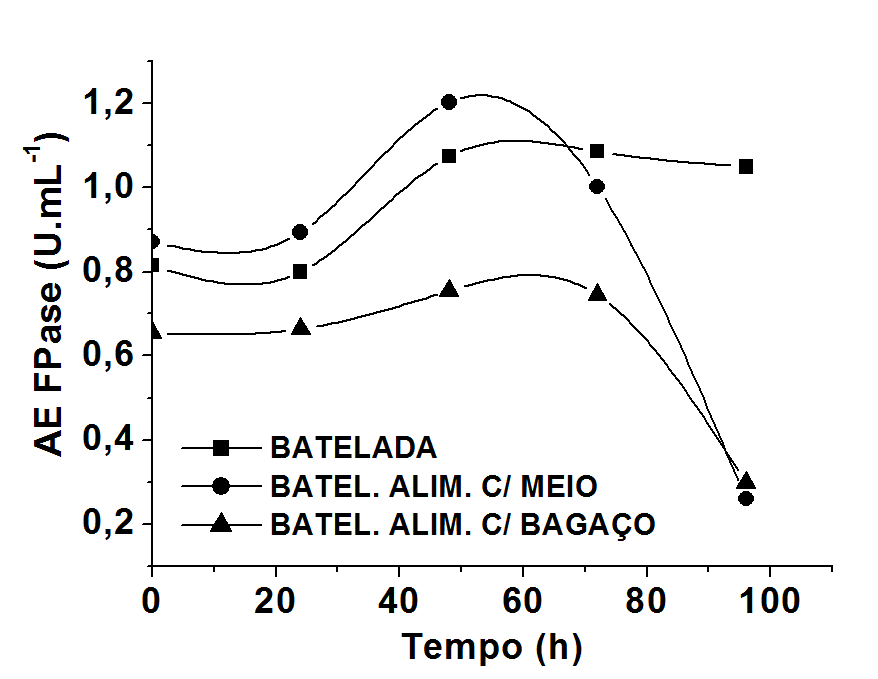 AE FPase (U.mL-1)
1,2
1,0
0,8
0,6
0,4
0,2
BATELADA
BATEL. ALIM. C/ MEIO
BATEL. ALIM. C/ BAGAÇO
0 20 40 60 80 100
Tempo (h)